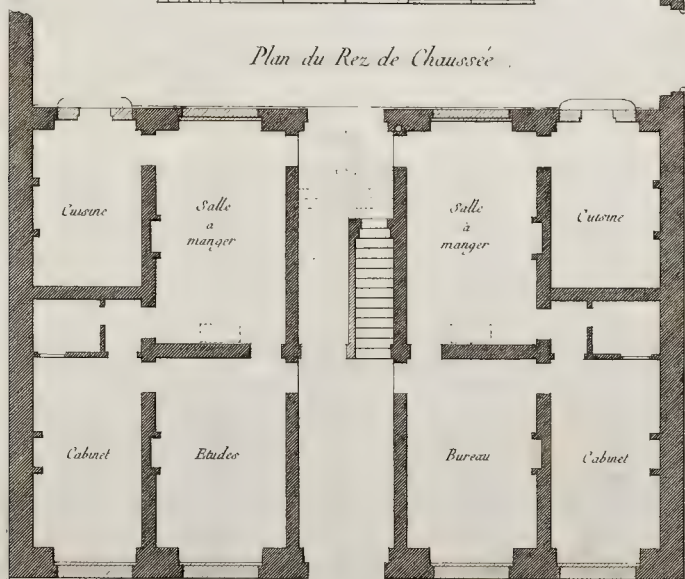 Plan du Rez de Chaussée.
Cuisine
Salle
a
manger
Salle
à
manger
Cuisine
Cabinet
Etudes
Bureau
Cabinet